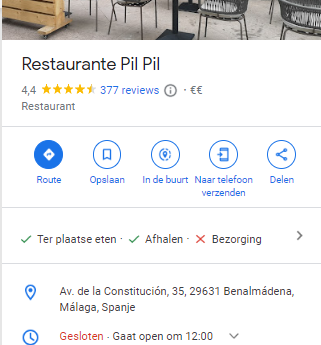 Restaurante Pil Pil
4,4 377 reviews · €€
Restaurant
Route Opslaan In de buurt Naar telefoon verzenden Delen
Ter plaatse eten · Afhalen · Bezorging
Av. de la Constitución, 35, 29631 Benalmádena,
Málaga, Spanje
Gesloten · Gaat open om 12:00